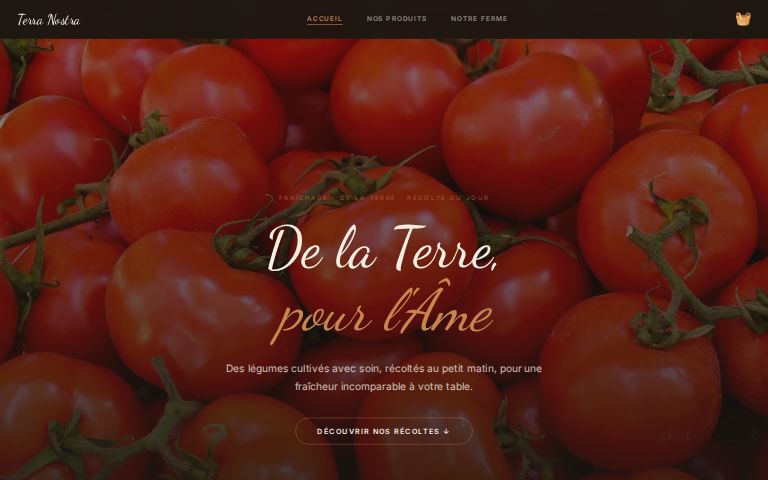 Terra Nostra
ACCUEIL
NOS PRODUITS
NOTRE FERME
DE LA TERRE · RÉCOLTE DU JOUR
De la Terre,
pour l'Âme
Des légumes cultivés avec soin, récoltés au petit matin, pour une
fraîcheur incomparable à votre table.
DÉCOUVRIR NOS RÉCOLTES ↓